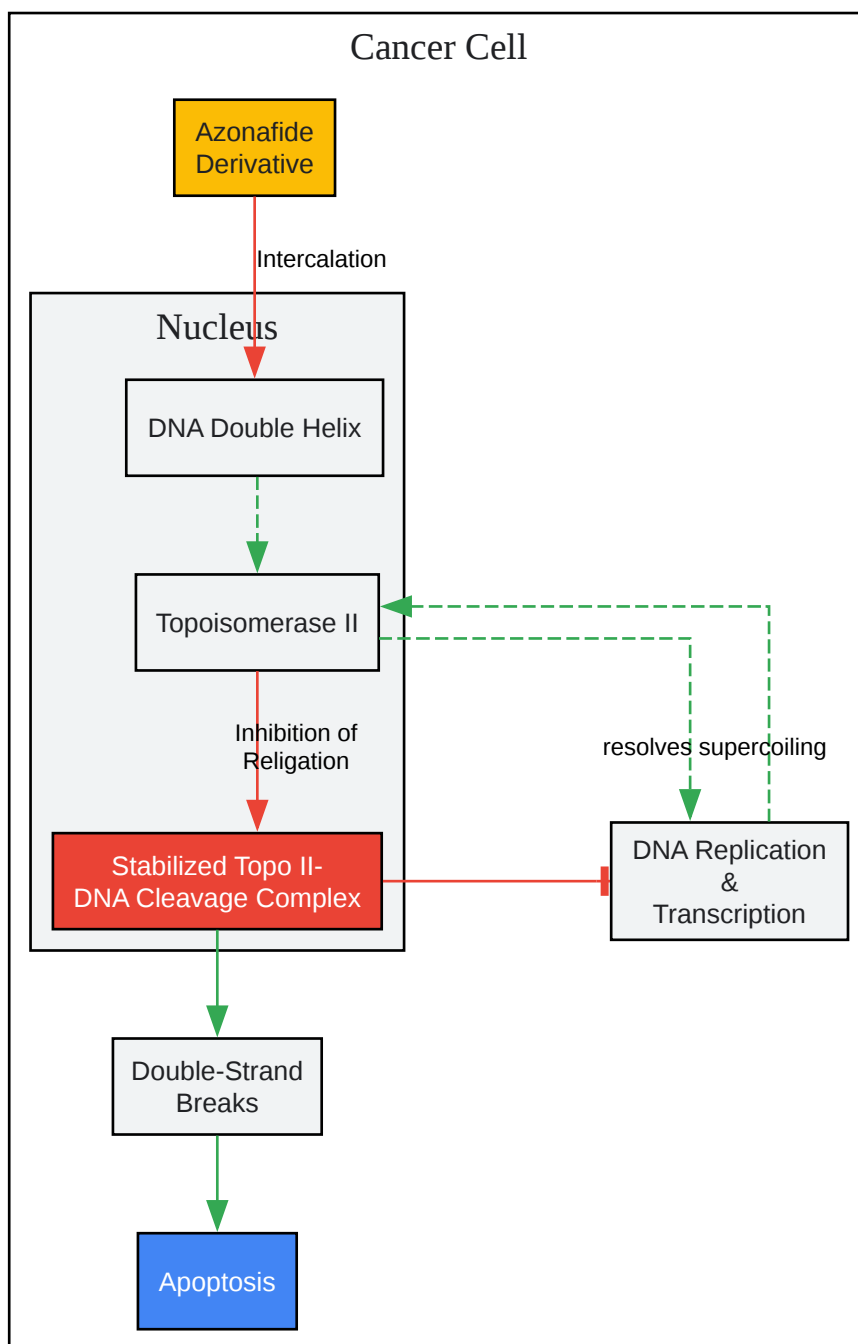 Cancer Cell
Azonafide
Derivative
Intercalation
Nucleus
DNA Double Helix
Topoisomerase II
Inhibition of
Religation
resolves supercoiling
Stabilized Topo II-
DNA Cleavage Complex
DNA Replication
&
Transcription
Double-Strand
Breaks
Apoptosis